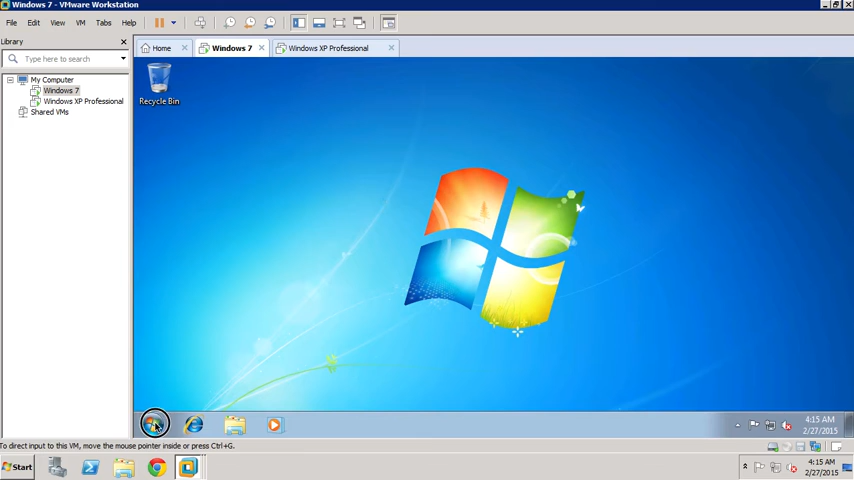 Windows 7 - VMware Workstation
File Edit View VM Tabs Help
Library
Type here to search
Home
Windows 7
Windows XP Professional
My Computer
Windows 7
Windows XP Professional
Shared VMs
Recycle Bin
4:15 AM
2/27/2015
To direct input to this VM, move the mouse pointer inside or press Ctrl+G.
Start
4:15 AM
2/27/2015